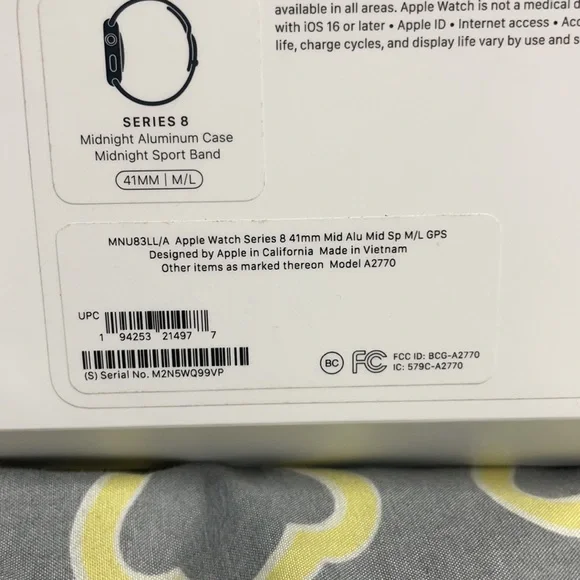 available in all areas. Apple Watch is not a medical
with iOS 16 or later • Apple ID • Internet access •
life, charge cycles, and display life vary by use and
SERIES 8
Midnight Aluminum Case
Midnight Sport Band
41MM | M/L
MNU83LL/A Apple Watch Series 8 41mm Mid Alu Mid Sp M/L GPS
Designed by Apple in California Made in Vietnam
Other items as marked thereon Model A2770
UPC
1 94253 21497 7
(S) Serial No. M2N5WQ99VP
BC FC FCC ID: BCG-A2770
IC: 579C-A2770